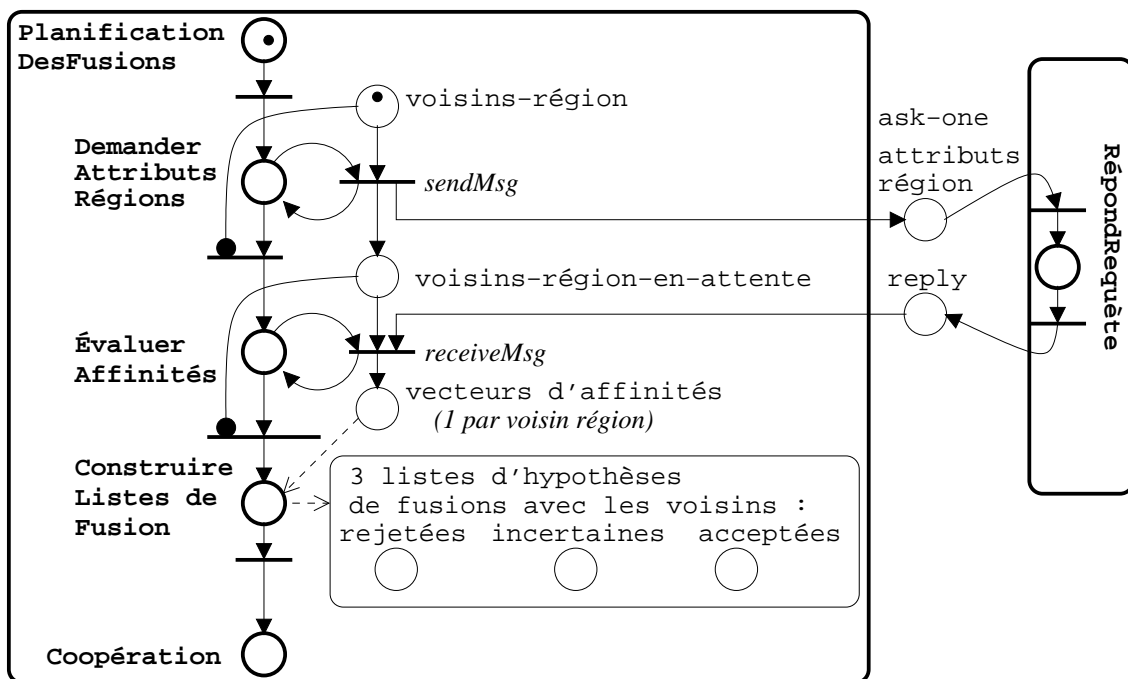 Planification
DesFusions
voisins-région
ask-one
attributs
région
Demander
Attributs
Régions
sendMsg
RépondRequète
voisins-région-en-attente
reply
Évaluer
Affinités
receiveMsg
vecteurs d'affinités
(1 par voisin région)
Construire
Listes de
Fusion
3 listes d'hypothèses
de fusions avec les voisins :
rejetées incertaines acceptées
Coopération